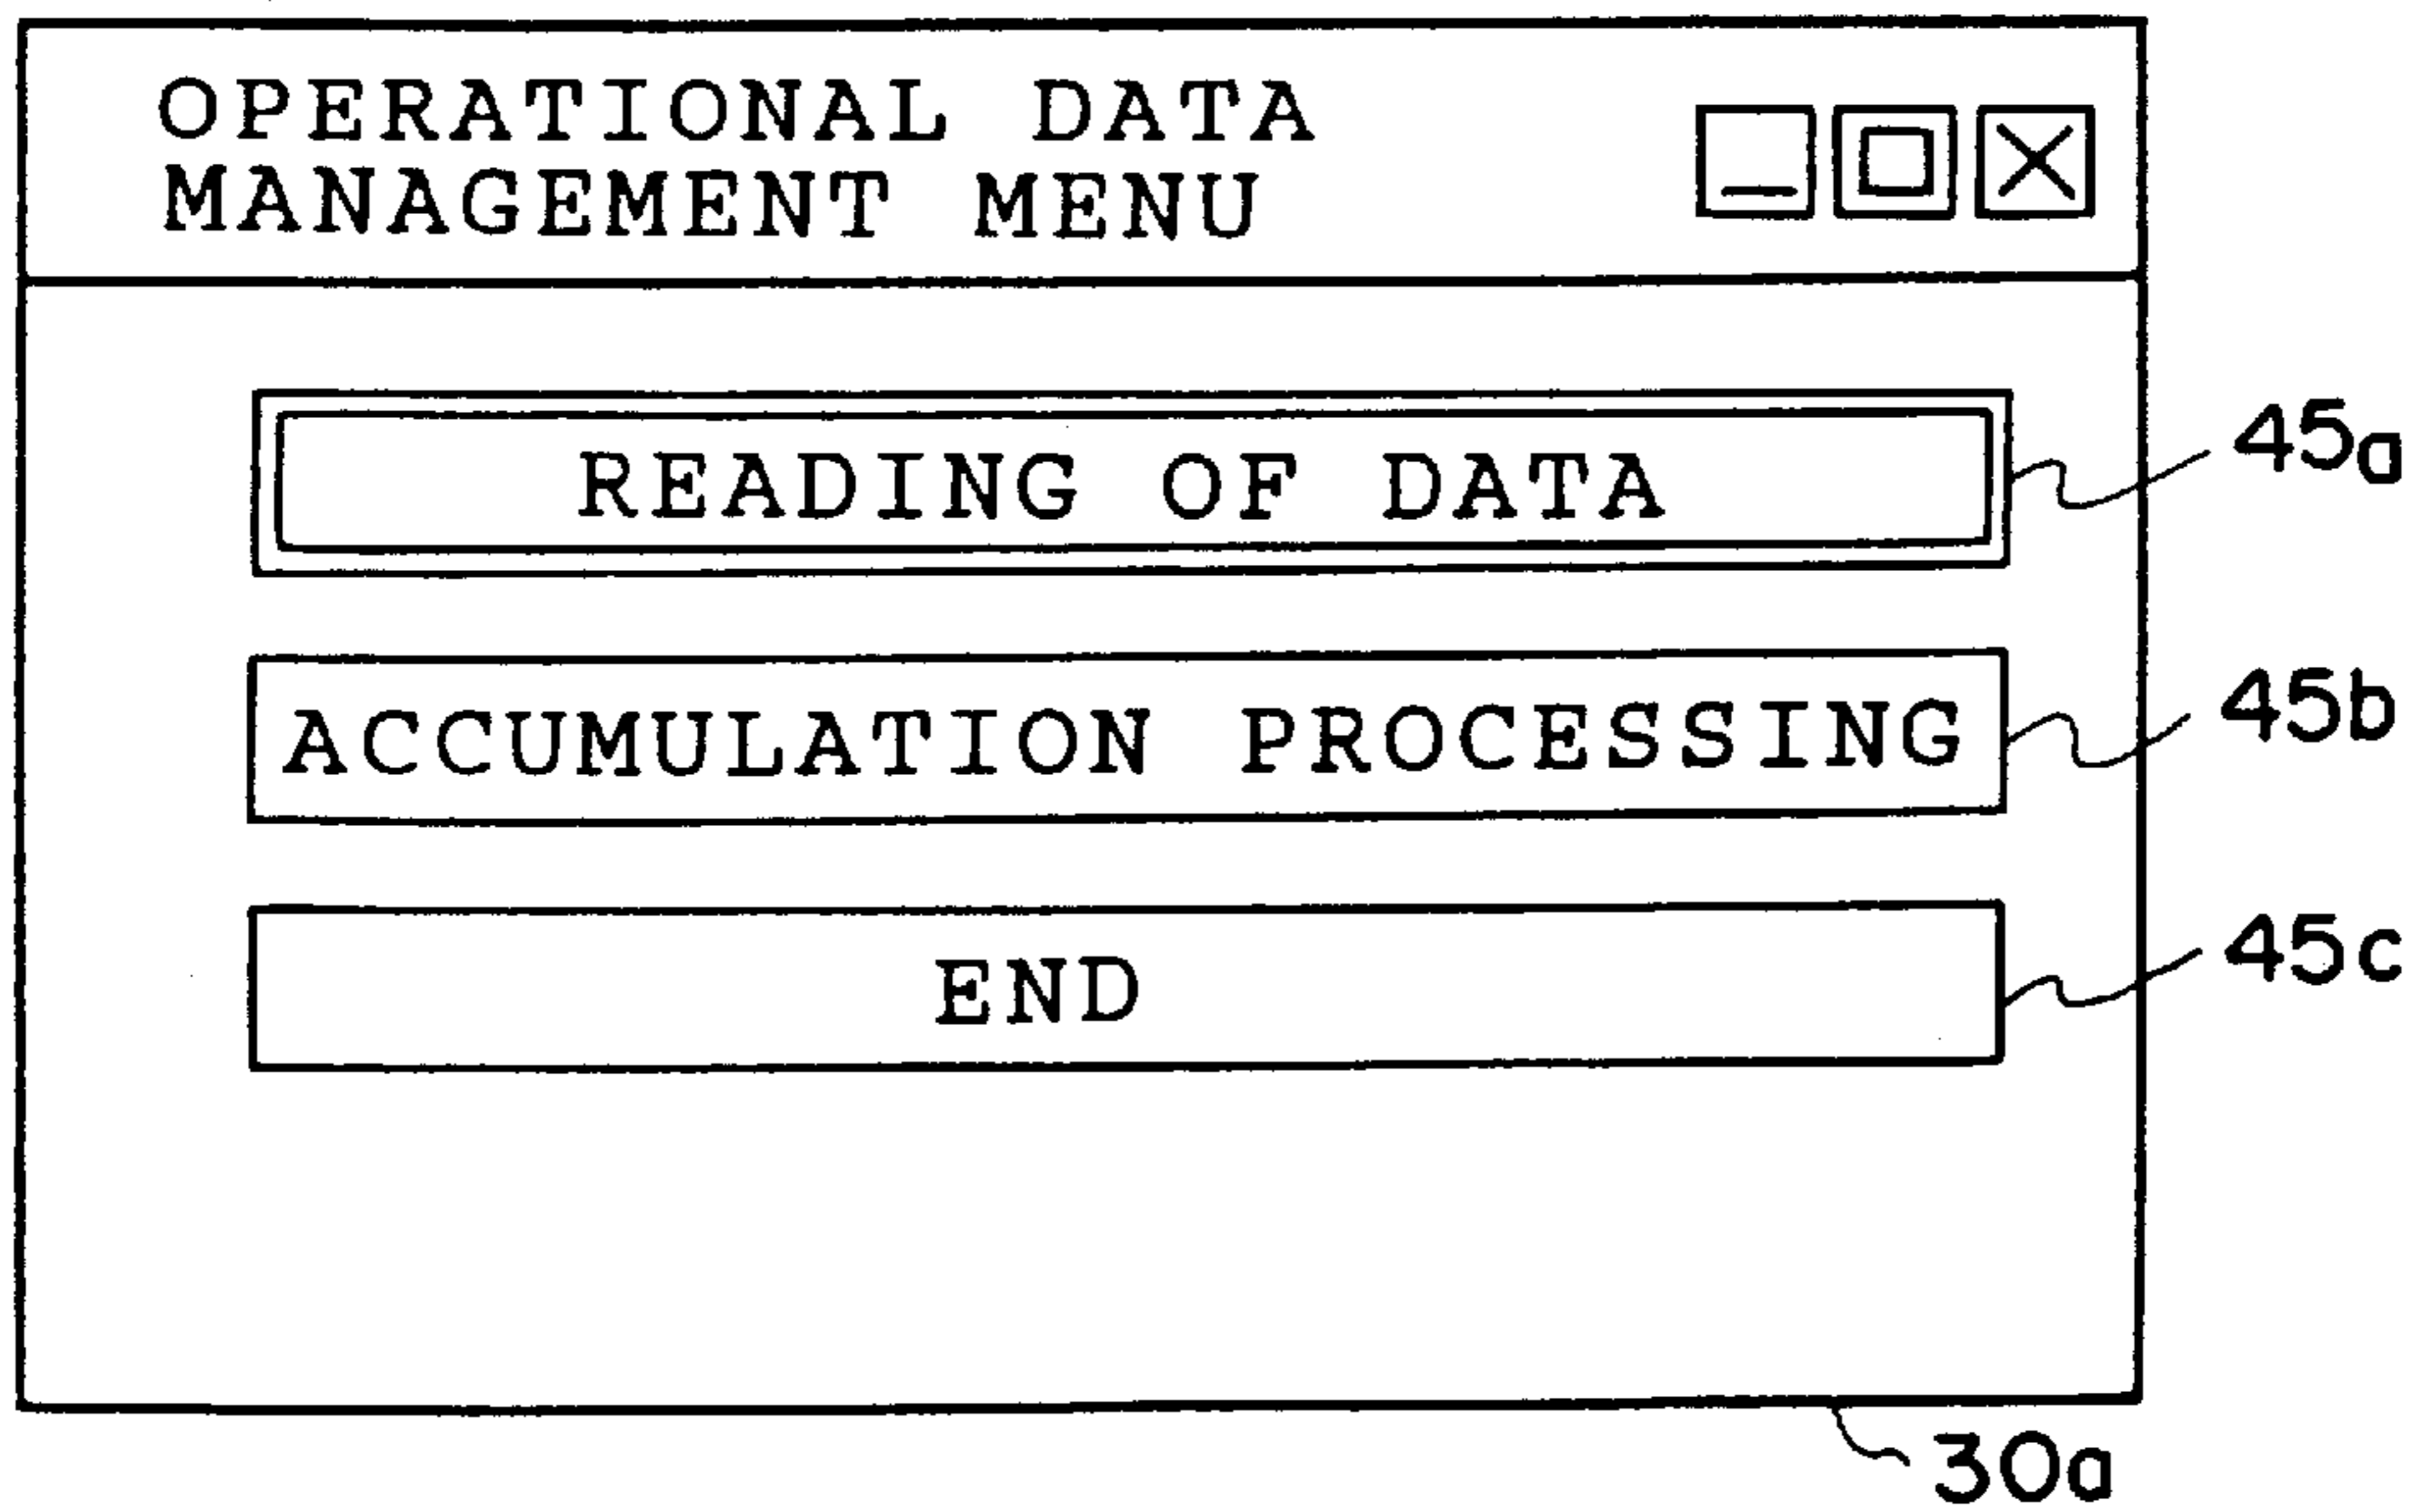 OPERATIONAL DATA
MANAGEMENT MENU
READING OF DATA
45a
ACCUMULATION PROCESSING
45b
END
45c
30a